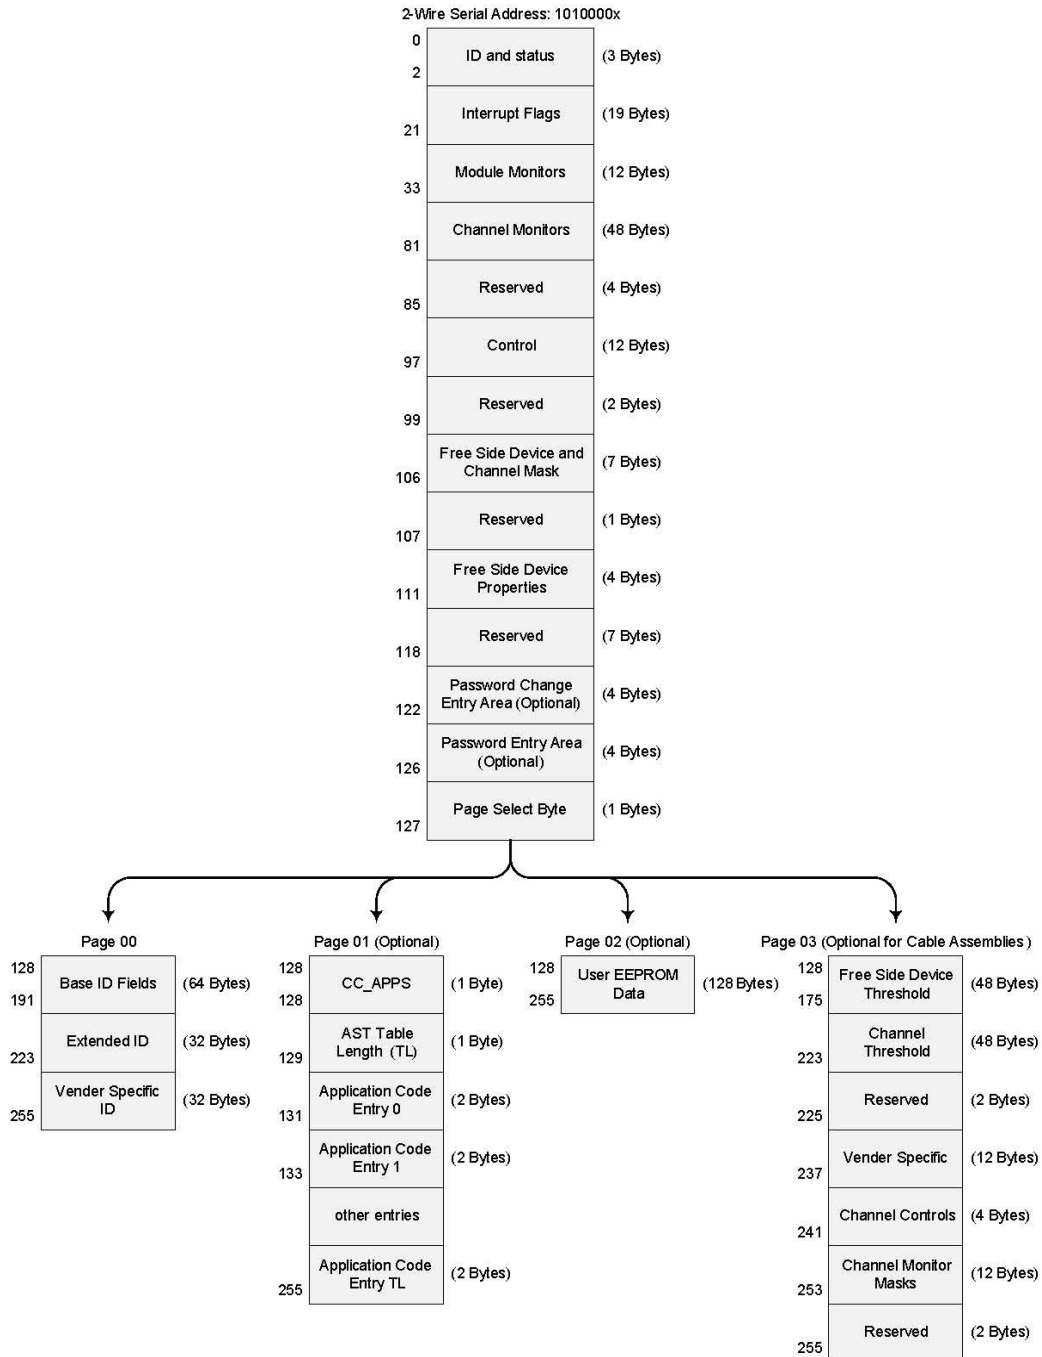 2-Wire Serial Address: 1010000x
0
ID and status
(3 Bytes)
2
Interrupt Flags
(19 Bytes)
21
Module Monitors
(12 Bytes)
33
Channel Monitors
(48 Bytes)
81
Reserved
(4 Bytes)
85
Control
(12 Bytes)
97
Reserved
(2 Bytes)
99
Free Side Device and
Channel Mask
(7 Bytes)
106
Reserved
(1 Bytes)
107
Free Side Device
Properties
(4 Bytes)
111
Reserved
(7 Bytes)
118
Password Change
Entry Area (Optional)
(4 Bytes)
122
Password Entry Area
(Optional)
(4 Bytes)
126
Page Select Byte
(1 Bytes)
127
Page 00
128
Base ID Fields
(64 Bytes)
191
Extended ID
(32 Bytes)
223
Vender Specific
ID
(32 Bytes)
255
Page 01 (Optional)
128
CC_APPS
(1 Byte)
128
AST Table
Length (TL)
(1 Byte)
129
Application Code
Entry 0
(2 Bytes)
131
Application Code
Entry 1
(2 Bytes)
133
other entries
Application Code
Entry TL
(2 Bytes)
255
Page 02 (Optional)
128
User EEPROM
Data
(128 Bytes)
255
Page 03 (Optional for Cable Assemblies)
128
Free Side Device
Threshold
(48 Bytes)
175
Channel
Threshold
(48 Bytes)
223
Reserved
(2 Bytes)
225
Vender Specific
(12 Bytes)
237
Channel Controls
(4 Bytes)
241
Channel Monitor
Masks
(12 Bytes)
253
Reserved
(2 Bytes)
255